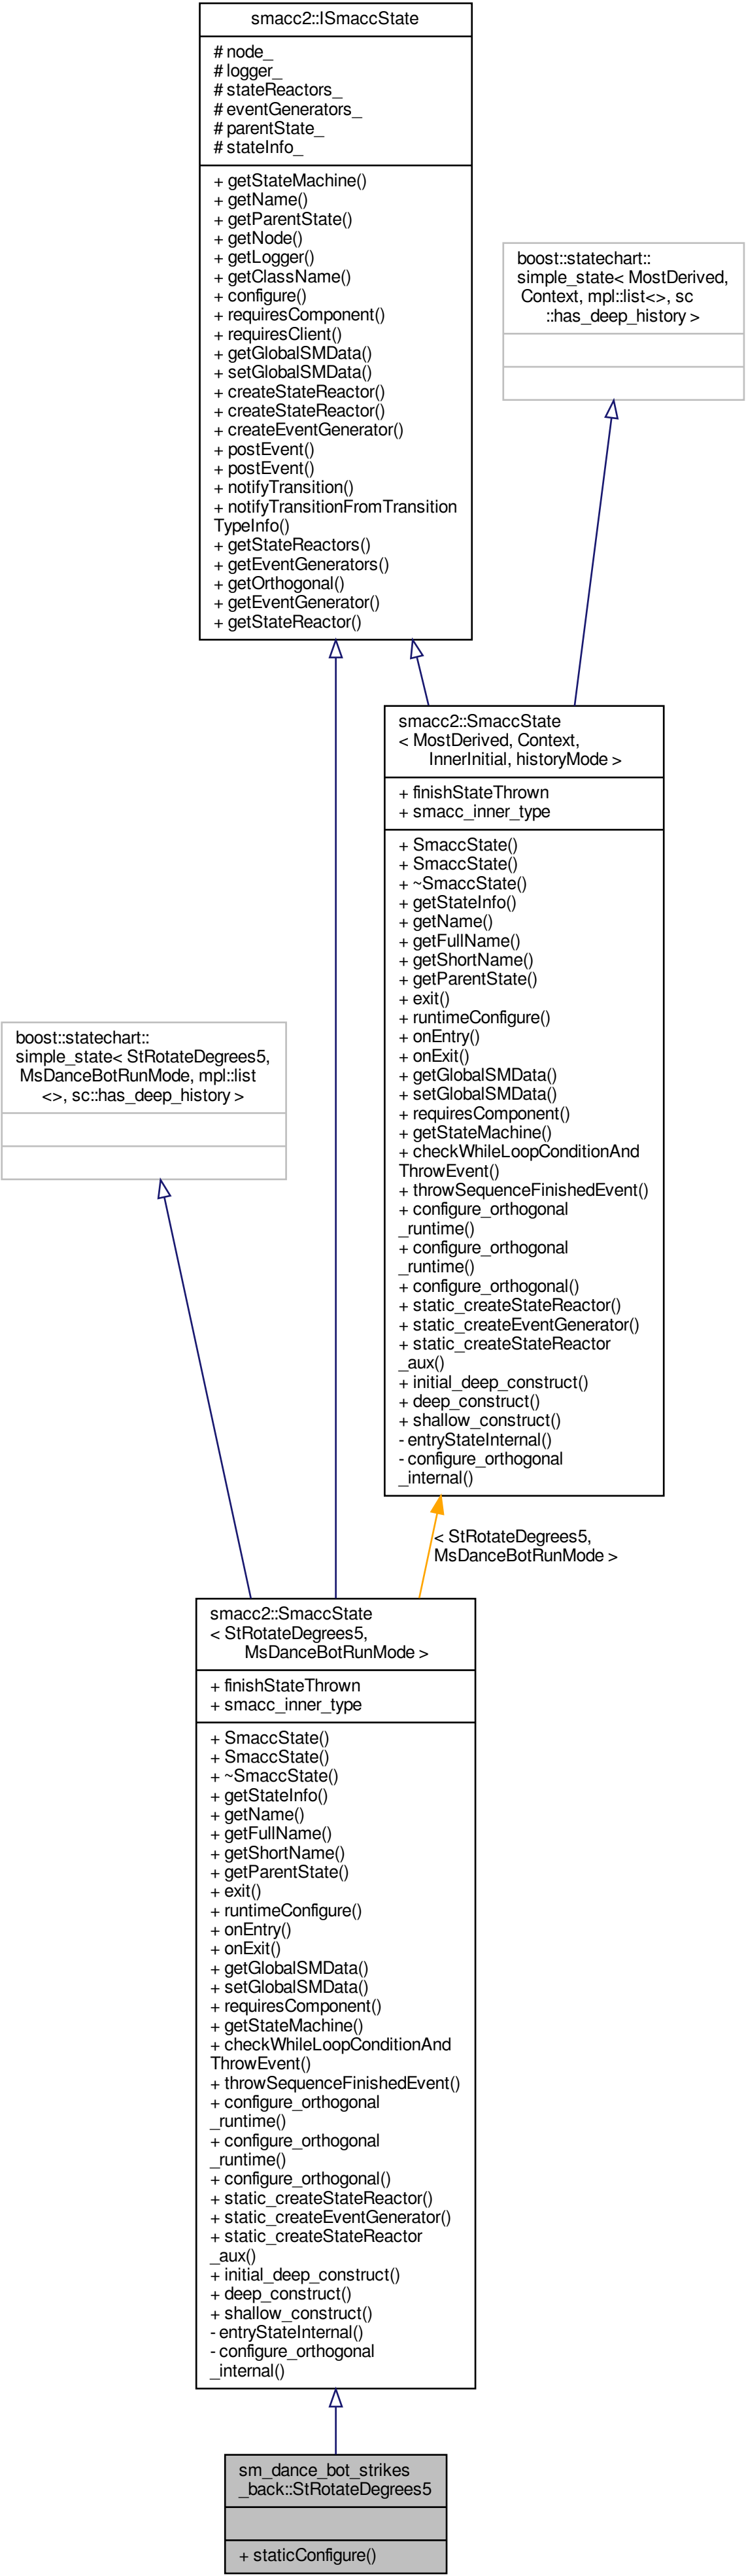 smacc2::ISmaccState
# node_
# logger_
# stateReactors_
# eventGenerators_
# parentState_
# stateInfo_
+ getStateMachine()
+ getName()
+ getParentState()
+ getNode()
+ getLogger()
+ getClassName()
+ configure()
+ requiresComponent()
+ requiresClient()
+ getGlobalSMData()
+ setGlobalSMData()
+ createStateReactor()
+ createStateReactor()
+ createEventGenerator()
+ postEvent()
+ postEvent()
+ notifyTransition()
+ notifyTransitionFromTransition
TypeInfo()
+ getStateReactors()
+ getEventGenerators()
+ getOrthogonal()
+ getEventGenerator()
+ getStateReactor()
boost::statechart::
simple_state< MostDerived,
Context, mpl::list<>, sc
::has_deep_history >
smacc2::SmaccState
< MostDerived, Context,
InnerInitial, historyMode >
+ finishStateThrown
+ smacc_inner_type
+ SmaccState()
+ SmaccState()
+ ~SmaccState()
+ getStateInfo()
+ getName()
+ getFullName()
+ getShortName()
+ getParentState()
+ exit()
+ runtimeConfigure()
+ onEntry()
+ onExit()
+ getGlobalSMData()
+ setGlobalSMData()
+ requiresComponent()
+ getStateMachine()
+ checkWhileLoopConditionAnd
ThrowEvent()
+ throwSequenceFinishedEvent()
+ configure_orthogonal
_runtime()
+ configure_orthogonal
_runtime()
+ configure_orthogonal()
+ static_createStateReactor()
+ static_createEventGenerator()
+ static_createStateReactor
_aux()
+ initial_deep_construct()
+ deep_construct()
+ shallow_construct()
- entryStateInternal()
- configure_orthogonal
_internal()
boost::statechart::
simple_state< StRotateDegrees5,
MsDanceBotRunMode, mpl::list
<>, sc::has_deep_history >
< StRotateDegrees5,
MsDanceBotRunMode >
smacc2::SmaccState
< StRotateDegrees5,
MsDanceBotRunMode >
+ finishStateThrown
+ smacc_inner_type
+ SmaccState()
+ SmaccState()
+ ~SmaccState()
+ getStateInfo()
+ getName()
+ getFullName()
+ getShortName()
+ getParentState()
+ exit()
+ runtimeConfigure()
+ onEntry()
+ onExit()
+ getGlobalSMData()
+ setGlobalSMData()
+ requiresComponent()
+ getStateMachine()
+ checkWhileLoopConditionAnd
ThrowEvent()
+ throwSequenceFinishedEvent()
+ configure_orthogonal
_runtime()
+ configure_orthogonal
_runtime()
+ configure_orthogonal()
+ static_createStateReactor()
+ static_createEventGenerator()
+ static_createStateReactor
_aux()
+ initial_deep_construct()
+ deep_construct()
+ shallow_construct()
- entryStateInternal()
- configure_orthogonal
_internal()
sm_dance_bot_strikes
_back::StRotateDegrees5
+ staticConfigure()